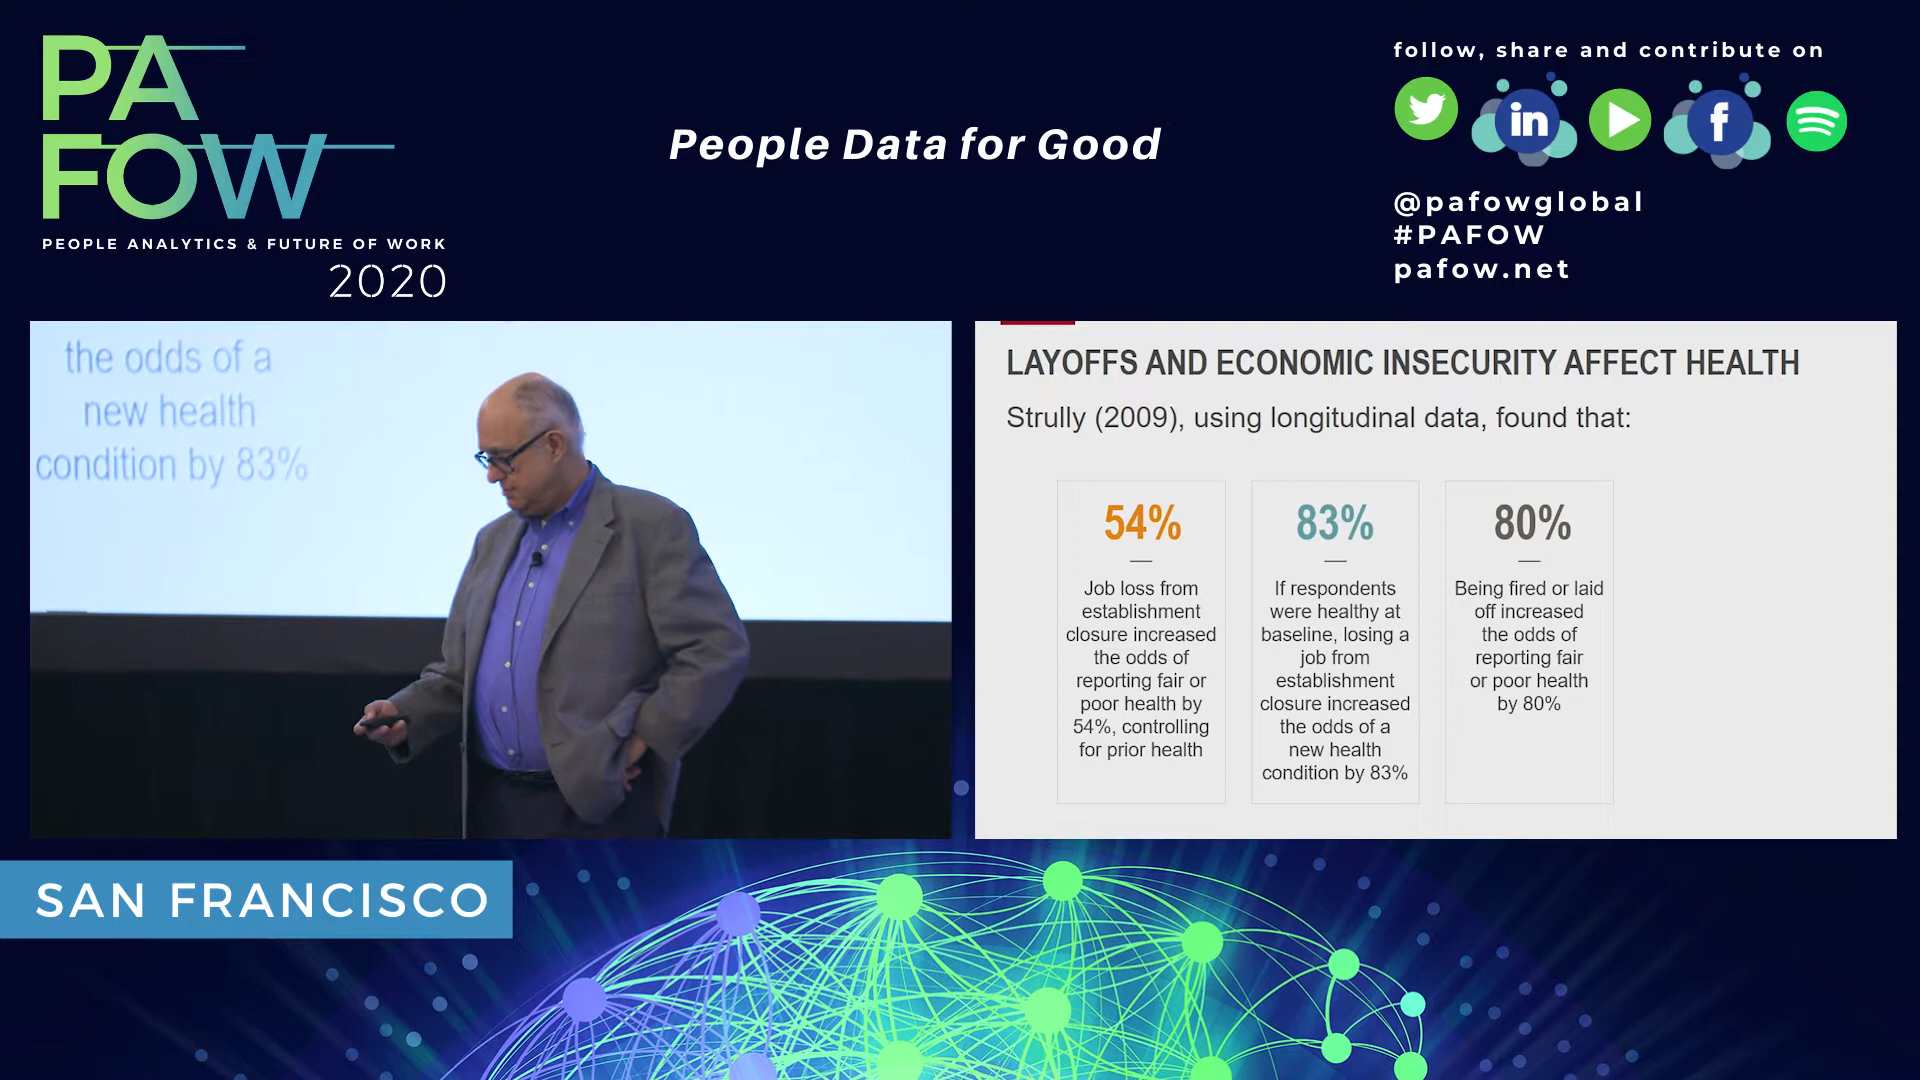 PA
FOW
PEOPLE ANALYTICS & FUTURE OF WORK
2020
People Data for Good
follow, share and contribute on
in
f
@pafowglobal
#PAFOW
pafow.net
the odds of a
new health
condition by 83%
LAYOFFS AND ECONOMIC INSECURITY AFFECT HEALTH
Strully (2009), using longitudinal data, found that:
54%
Job loss from
establishment
closure increased
the odds of
reporting fair or
poor health by
54%, controlling
for prior health
83%
If respondents
were healthy at
baseline, losing a
job from
establishment
closure increased
the odds of a
new health
condition by 83%
80%
Being fired or laid
off increased
the odds of
reporting fair
or poor health
by 80%
SAN FRANCISCO